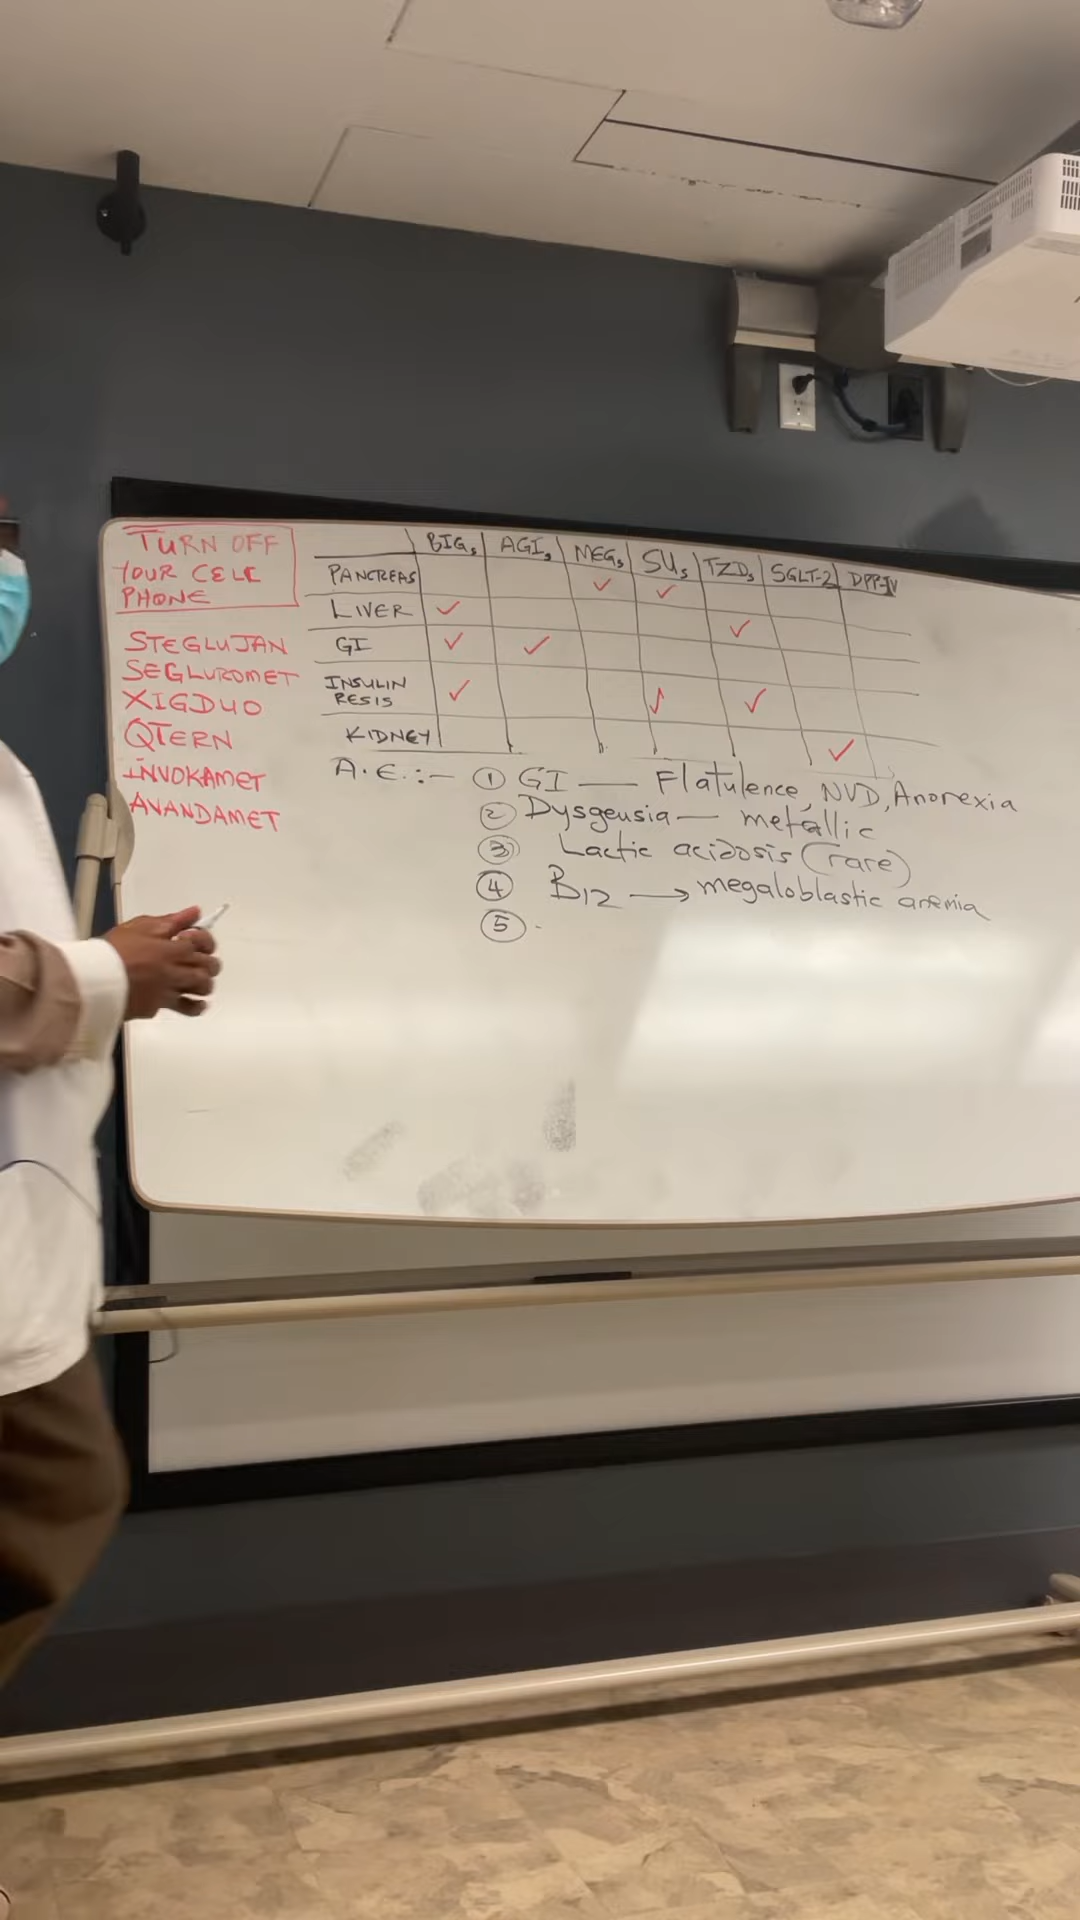 TURN OFF
YOUR CELL
PHONE
STEGLUJAN
SEGLUROMET
XIGDUO
QTERN
INVOKAMET
AVANDAMET
BIGs AGIs MEGs SUs TZDs SGLT-2 DPP-IV
PANCREAS ✓ ✓
LIVER ✓ ✓
GI ✓ ✓
INSULIN
RESIS ✓ ✓ ✓
KIDNEY ✓
A.E.:- ① GI — Flatulence, NVD, Anorexia
② Dysgeusia — metallic
③ Lactic acidosis (rare)
④ B12 → megaloblastic anemia
⑤